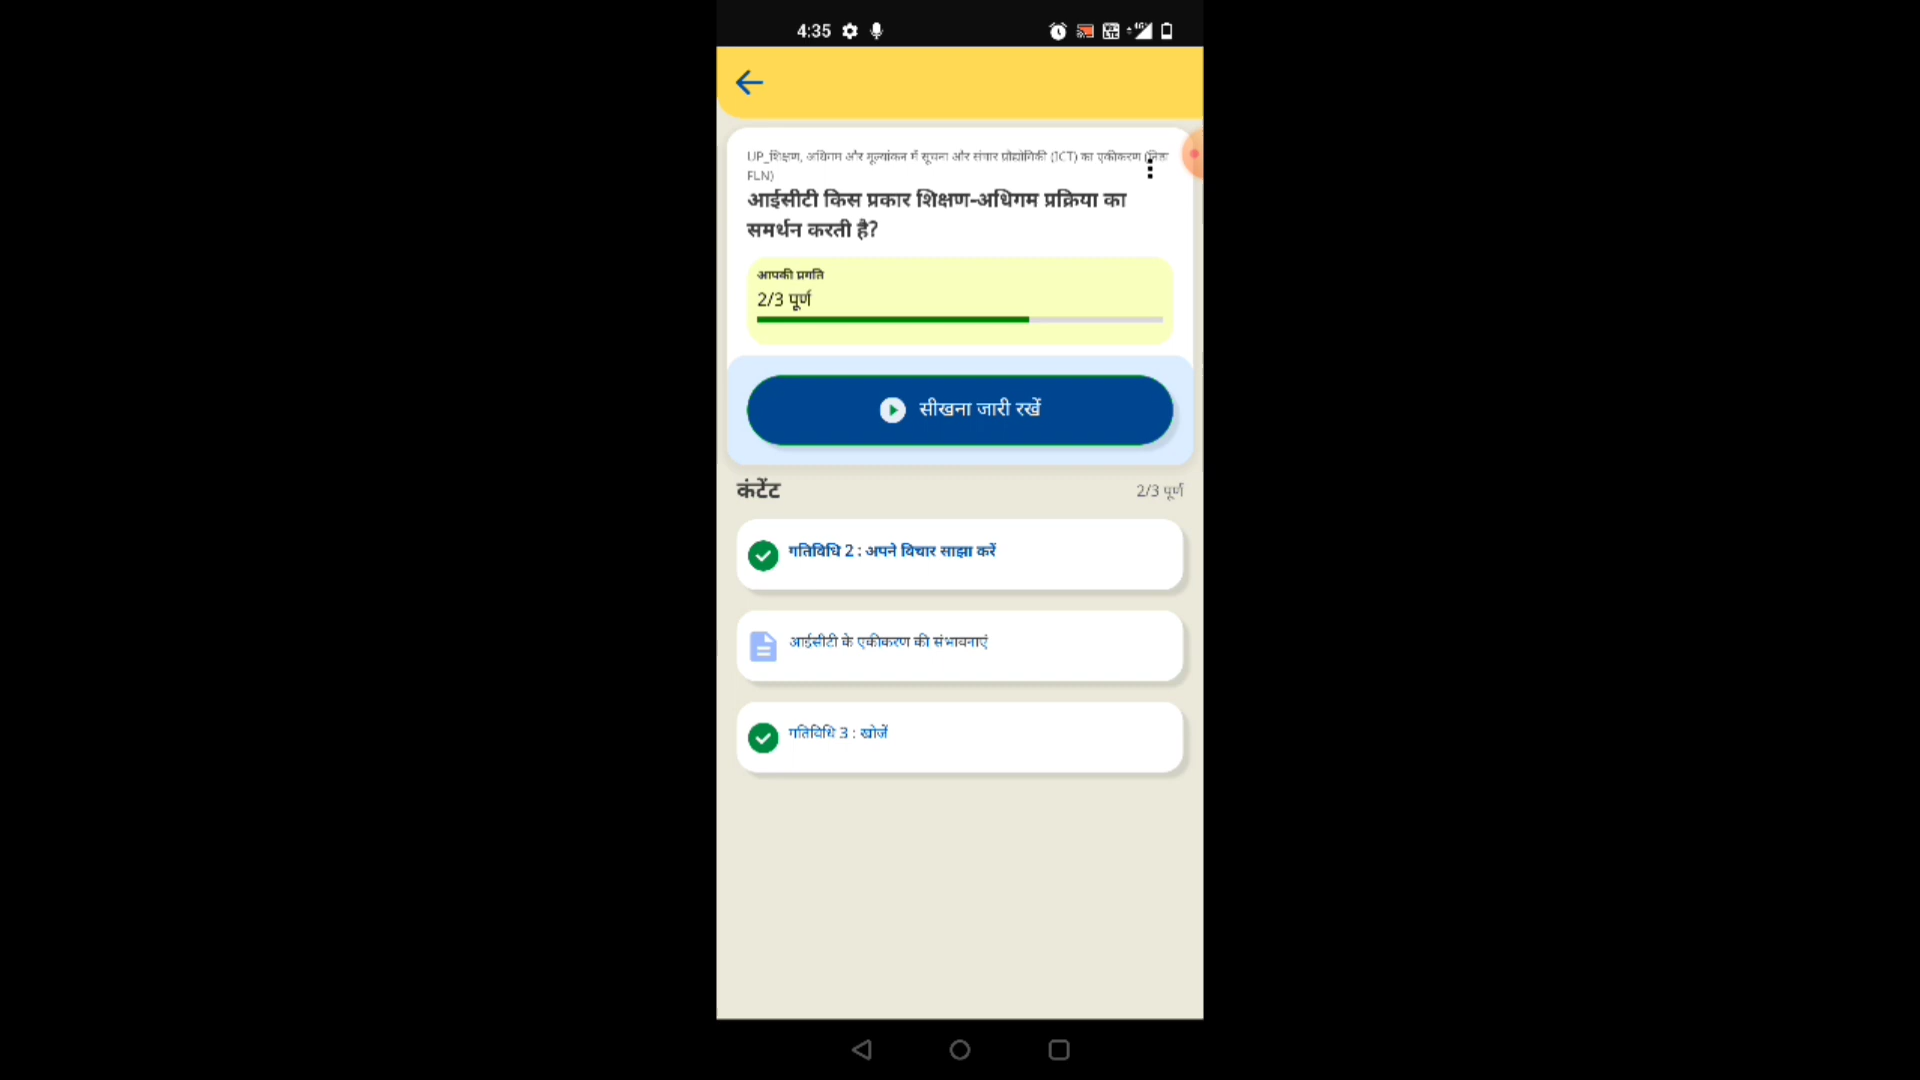 4:35
UP_शिक्षण, अधिगम और मूल्यांकन में सूचना और संचार प्रौद्योगिकी (ICT) का एकीकरण (निष्ठा
FLN)
आईसीटी किस प्रकार शिक्षण-अधिगम प्रक्रिया का
समर्थन करती है?
आपकी प्रगति
2/3 पूर्ण
सीखना जारी रखें
कंटेंट
2/3 पूर्ण
गतिविधि 2 : अपने विचार साझा करें
आईसीटी के एकीकरण की संभावनाएं
गतिविधि 3 : खोजें